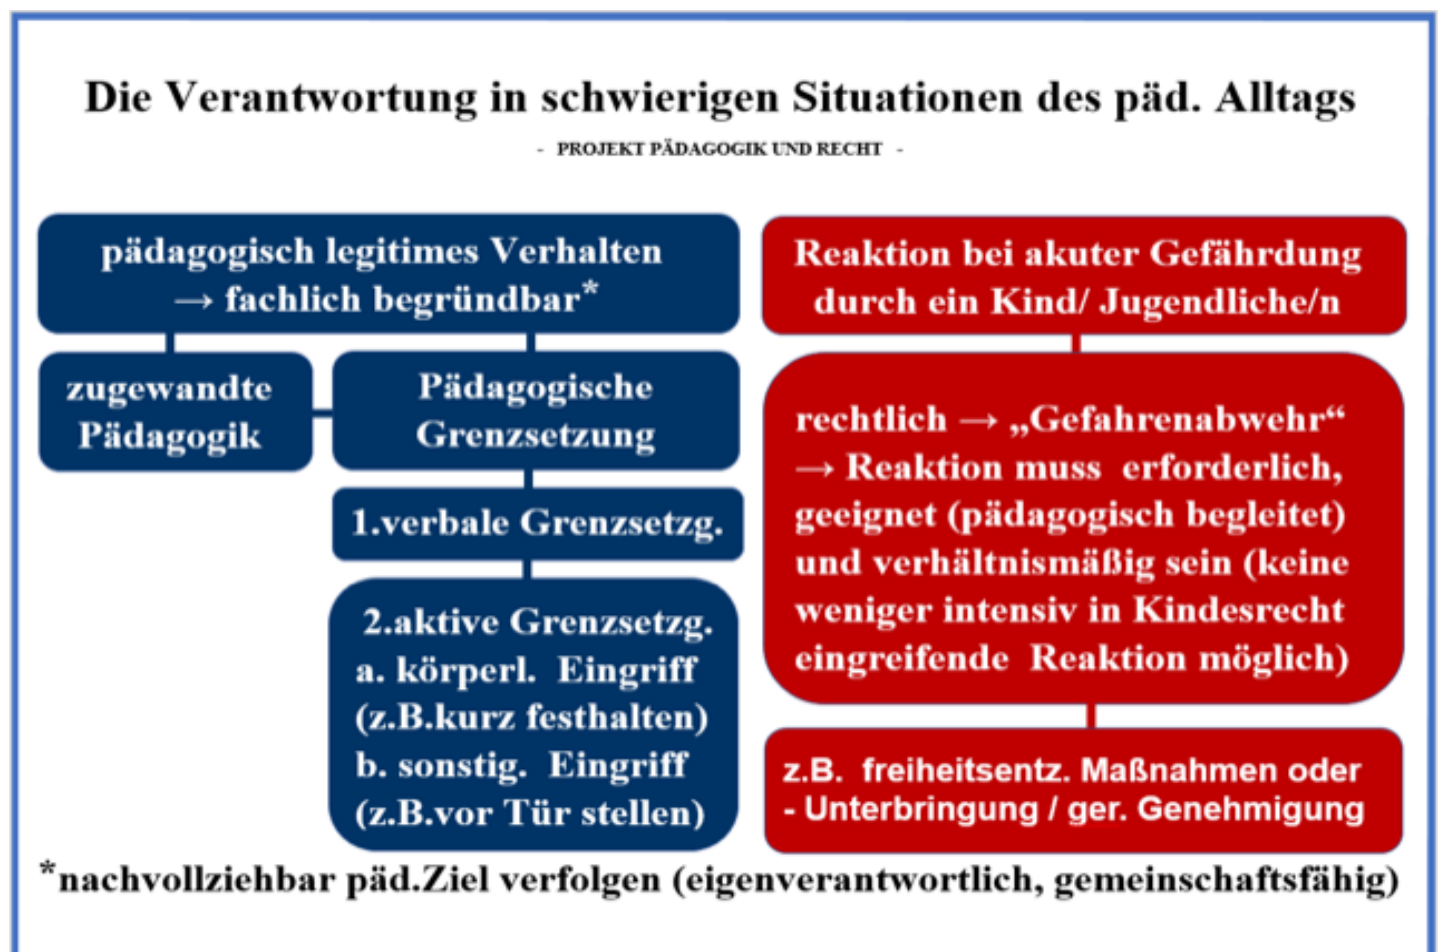 Die Verantwortung in schwierigen Situationen des päd. Alltags
- PROJEKT PÄDAGOGIK UND RECHT -
pädagogisch legitimes Verhalten
→ fachlich begründbar*
zugewandte
Pädagogik
Pädagogische
Grenzsetzung
1.verbale Grenzsetzg.
2.aktive Grenzsetzg.
a. körperl. Eingriff
(z.B.kurz festhalten)
b. sonstig. Eingriff
(z.B.vor Tür stellen)
Reaktion bei akuter Gefährdung
durch ein Kind/ Jugendliche/n
rechtlich → „Gefahrenabwehr“
→ Reaktion muss erforderlich,
geeignet (pädagogisch begleitet)
und verhältnismäßig sein (keine
weniger intensiv in Kindesrecht
eingreifende Reaktion möglich)
z.B. freiheitsentz. Maßnahmen oder
- Unterbringung / ger. Genehmigung
*nachvollziehbar päd.Ziel verfolgen (eigenverantwortlich, gemeinschaftsfähig)